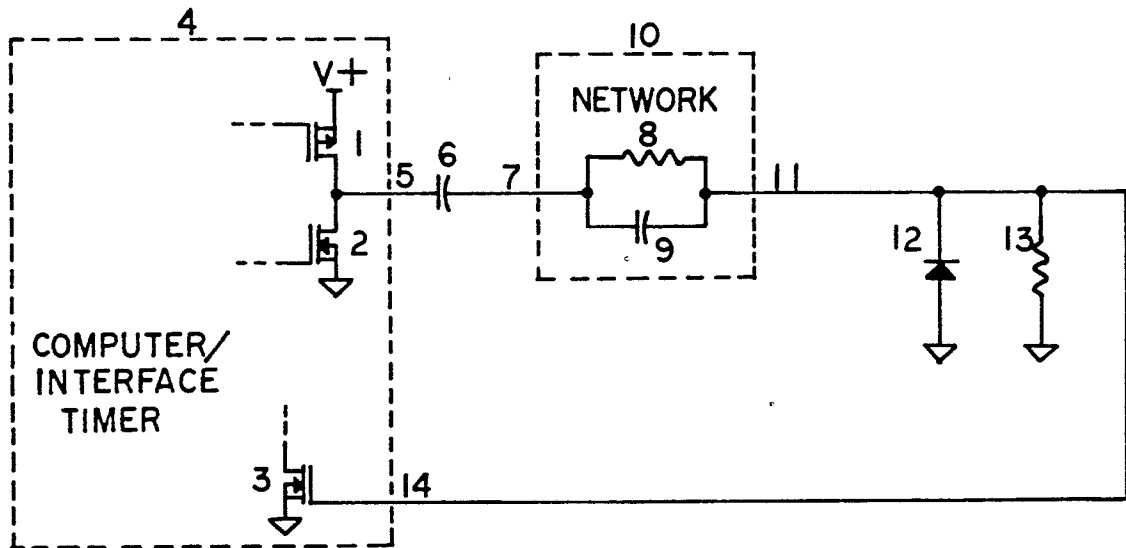 4
V+
1
5
6
7
2
COMPUTER/
INTERFACE
TIMER
3
14
10
NETWORK
8
9
11
12
13